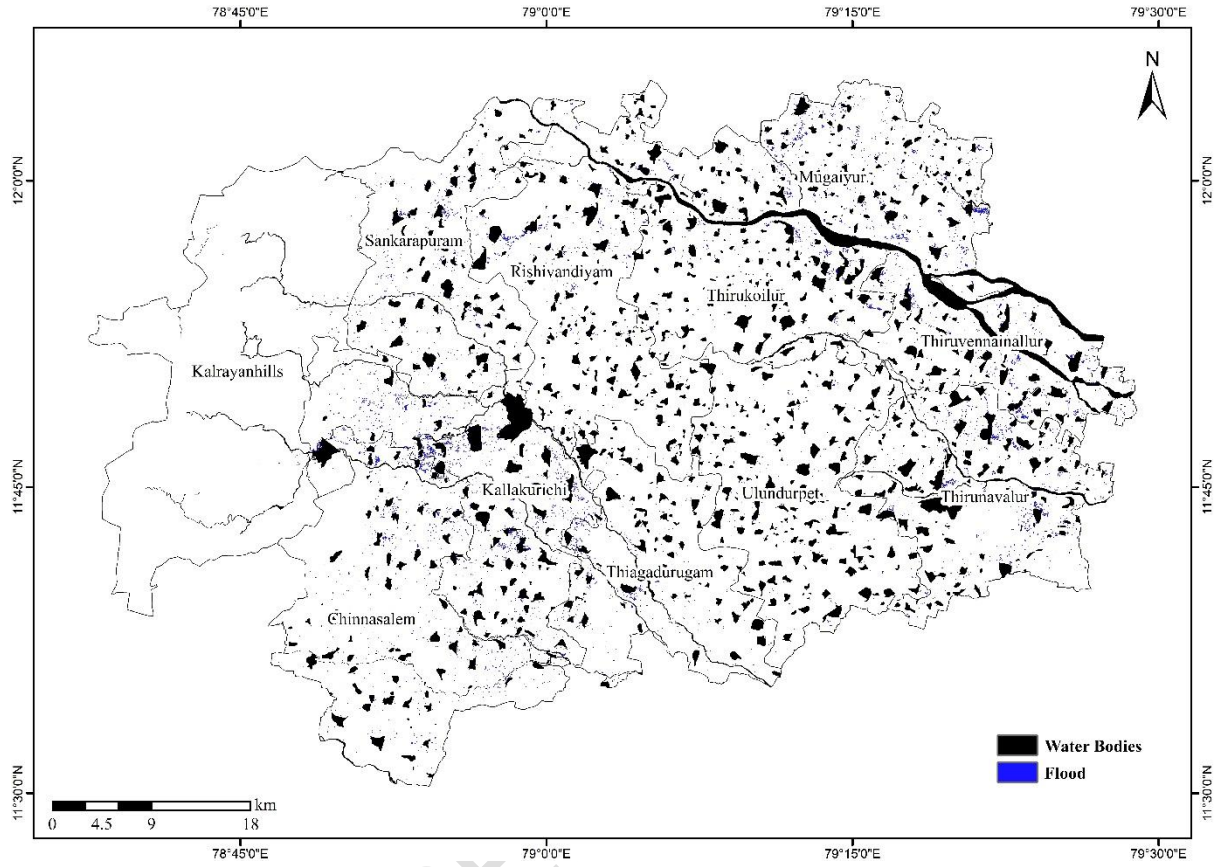 78°45'0"E 79°0'0"E 79°15'0"E 79°30'0"E
N
12°0'0"N 12°0'0"N
Mugaiyur
Sankarapuram
Rishivandiyam
Thirukoilur
Thiruvennainallur
Kalrayanhills
11°45'0"N 11°45'0"N
Kallakurichi Ulundurpet Thirunavalur
Thiagadurugam
Chinnasalem
Water Bodies
Flood
11°30'0"N 11°30'0"N
km
0 4.5 9 18
78°45'0"E 79°0'0"E 79°15'0"E 79°30'0"E